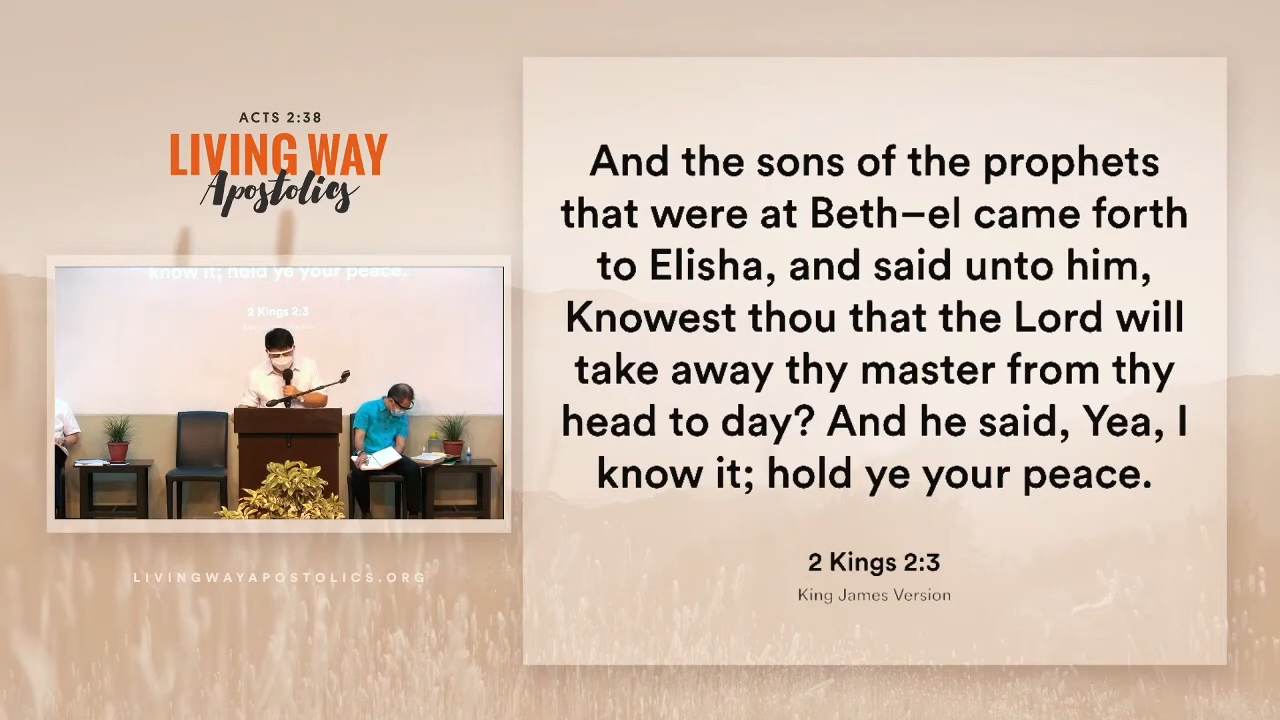 ACTS 2:38
LIVING WAY
Apostolics
know it; hold ye your peace.
2 Kings 2:3
LIVINGWAYAPOSTOLICS.ORG
And the sons of the prophets
that were at Beth–el came forth
to Elisha, and said unto him,
Knowest thou that the Lord will
take away thy master from thy
head to day? And he said, Yea, I
know it; hold ye your peace.
2 Kings 2:3
King James Version